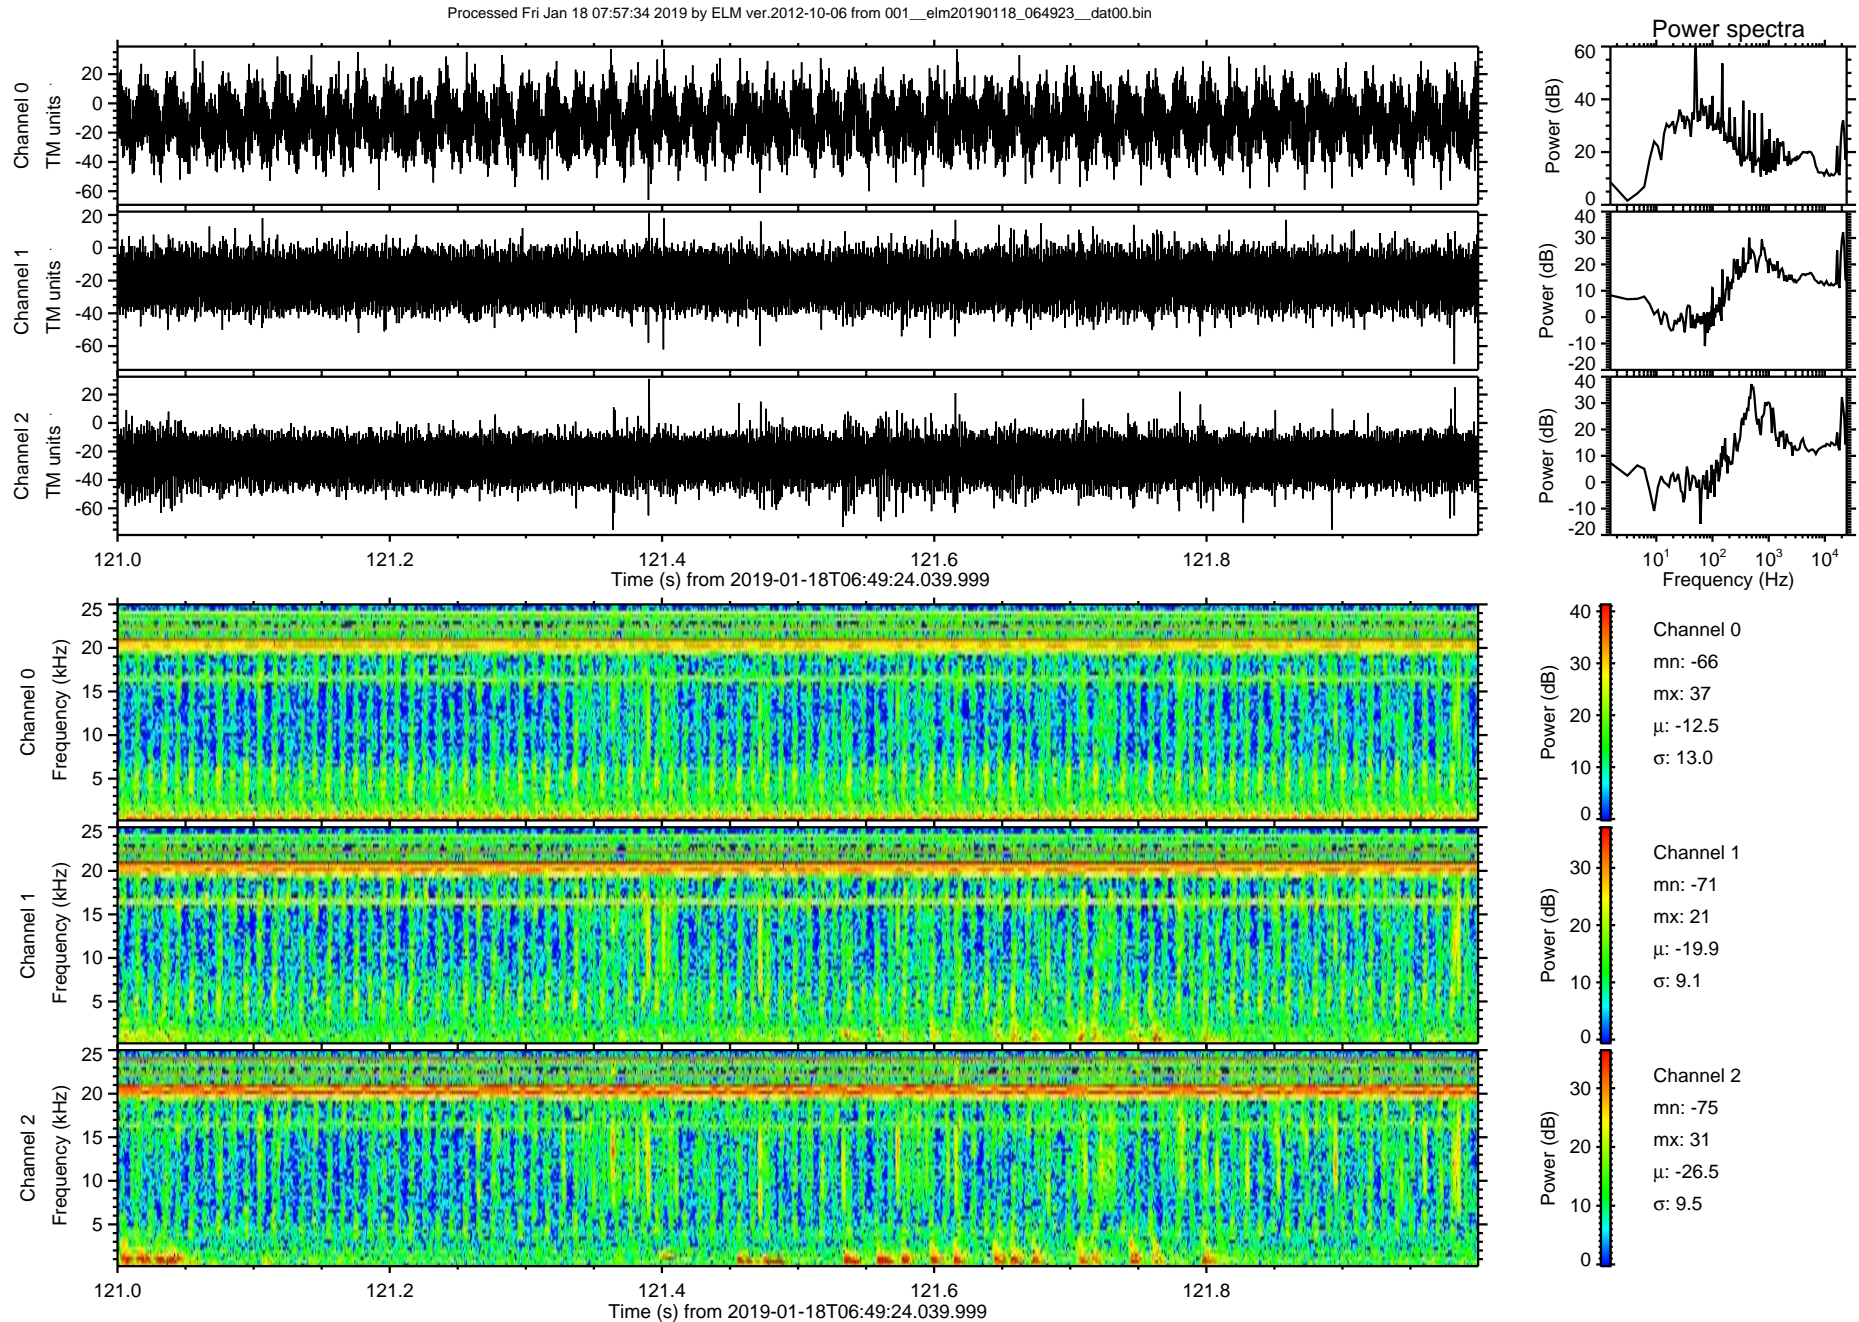 Processed Fri Jan 18 07:57:34 2019 by ELM ver.2012-10-06 from 001__elm20190118_064923__dat00.bin
Power spectra
Channel 0
TM units
20
0
-20
-40
-60
Power (dB)
60
40
20
0
Channel 1
TM units
20
0
-20
-40
-60
Power (dB)
40
30
20
10
0
-10
-20
Channel 2
TM units
20
0
-20
-40
-60
Power (dB)
40
30
20
10
0
-10
-20
121.0 121.2 121.4 121.6 121.8
Time (s) from 2019-01-18T06:49:24.039.999
10¹ 10² 10³ 10⁴
Frequency (Hz)
Channel 0
Frequency (kHz)
25
20
15
10
5
Power (dB)
40
30
20
10
0
Channel 0
mn: -66
mx: 37
µ: -12.5
σ: 13.0
Channel 1
Frequency (kHz)
25
20
15
10
5
Power (dB)
30
20
10
0
Channel 1
mn: -71
mx: 21
µ: -19.9
σ: 9.1
Channel 2
Frequency (kHz)
25
20
15
10
5
Power (dB)
30
20
10
0
Channel 2
mn: -75
mx: 31
µ: -26.5
σ: 9.5
121.0 121.2 121.4 121.6 121.8
Time (s) from 2019-01-18T06:49:24.039.999